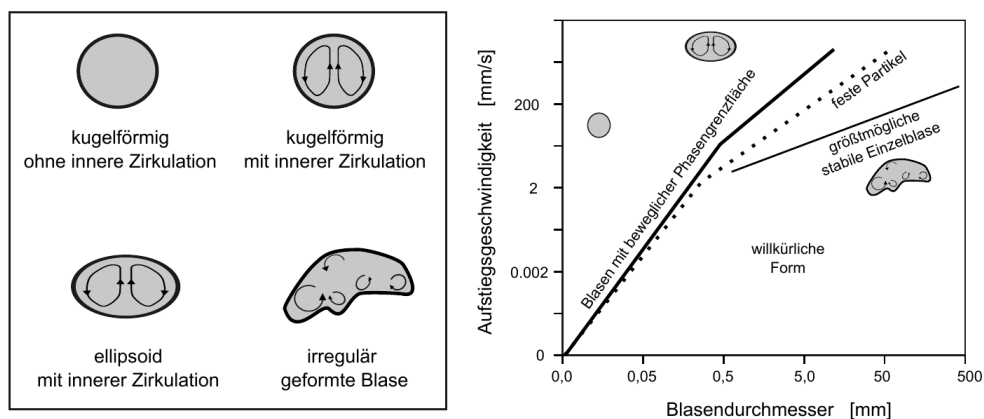 kugelförmig
ohne innere Zirkulation
kugelförmig
mit innerer Zirkulation
ellipsoid
mit innerer Zirkulation
irregulär
geformte Blase
Aufstiegsgeschwindigkeit [mm/s]
200
2
0.002
0
Blasen mit beweglicher Phasengrenzfläche
feste Partikel
größtmögliche
stabile Einzelblase
willkürliche
Form
0,0
0,05
0,5
5,0
50
500
Blasendurchmesser [mm]